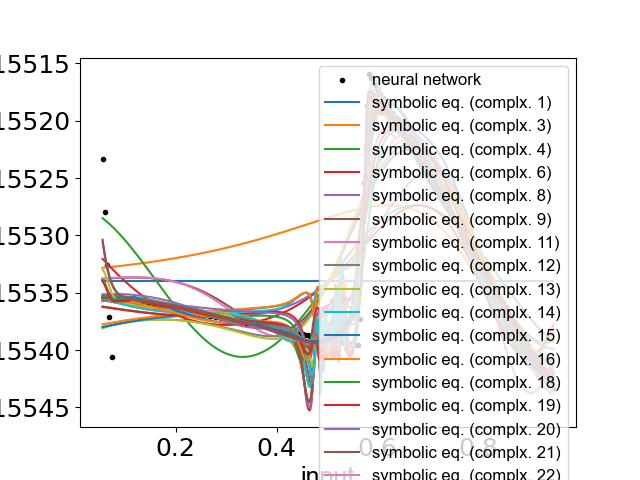 15515
15520
15525
15530
15535
15540
15545
0.2
0.4
0.6
0.8
input
neural network
symbolic eq. (complx. 1)
symbolic eq. (complx. 3)
symbolic eq. (complx. 4)
symbolic eq. (complx. 6)
symbolic eq. (complx. 8)
symbolic eq. (complx. 9)
symbolic eq. (complx. 11)
symbolic eq. (complx. 12)
symbolic eq. (complx. 13)
symbolic eq. (complx. 14)
symbolic eq. (complx. 15)
symbolic eq. (complx. 16)
symbolic eq. (complx. 18)
symbolic eq. (complx. 19)
symbolic eq. (complx. 20)
symbolic eq. (complx. 21)
symbolic eq. (complx. 22)